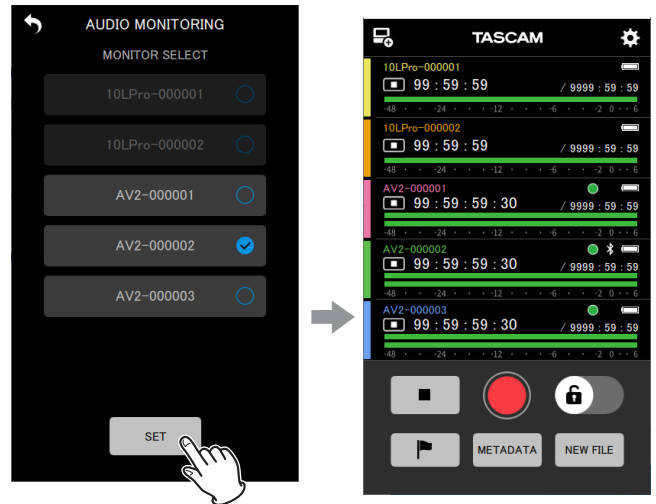 AUDIO MONITORING
MONITOR SELECT
10LPro-000001
10LPro-000002
AV2-000001
AV2-000002
AV2-000003
SET
TASCAM
10LPro-000001
99 : 59 : 59 / 9999 : 59 : 59
-48 -24 -12 -6 -2 0 6
10LPro-000002
99 : 59 : 59 / 9999 : 59 : 59
-48 -24 -12 -6 -2 0 6
AV2-000001
99 : 59 : 59 : 30 / 9999 : 59 : 59
-48 -24 -12 -6 -2 0 6
AV2-000002
99 : 59 : 59 : 30 / 9999 : 59 : 59
-48 -24 -12 -6 -2 0 6
AV2-000003
99 : 59 : 59 : 30 / 9999 : 59 : 59
-48 -24 -12 -6 -2 0 6
METADATA
NEW FILE